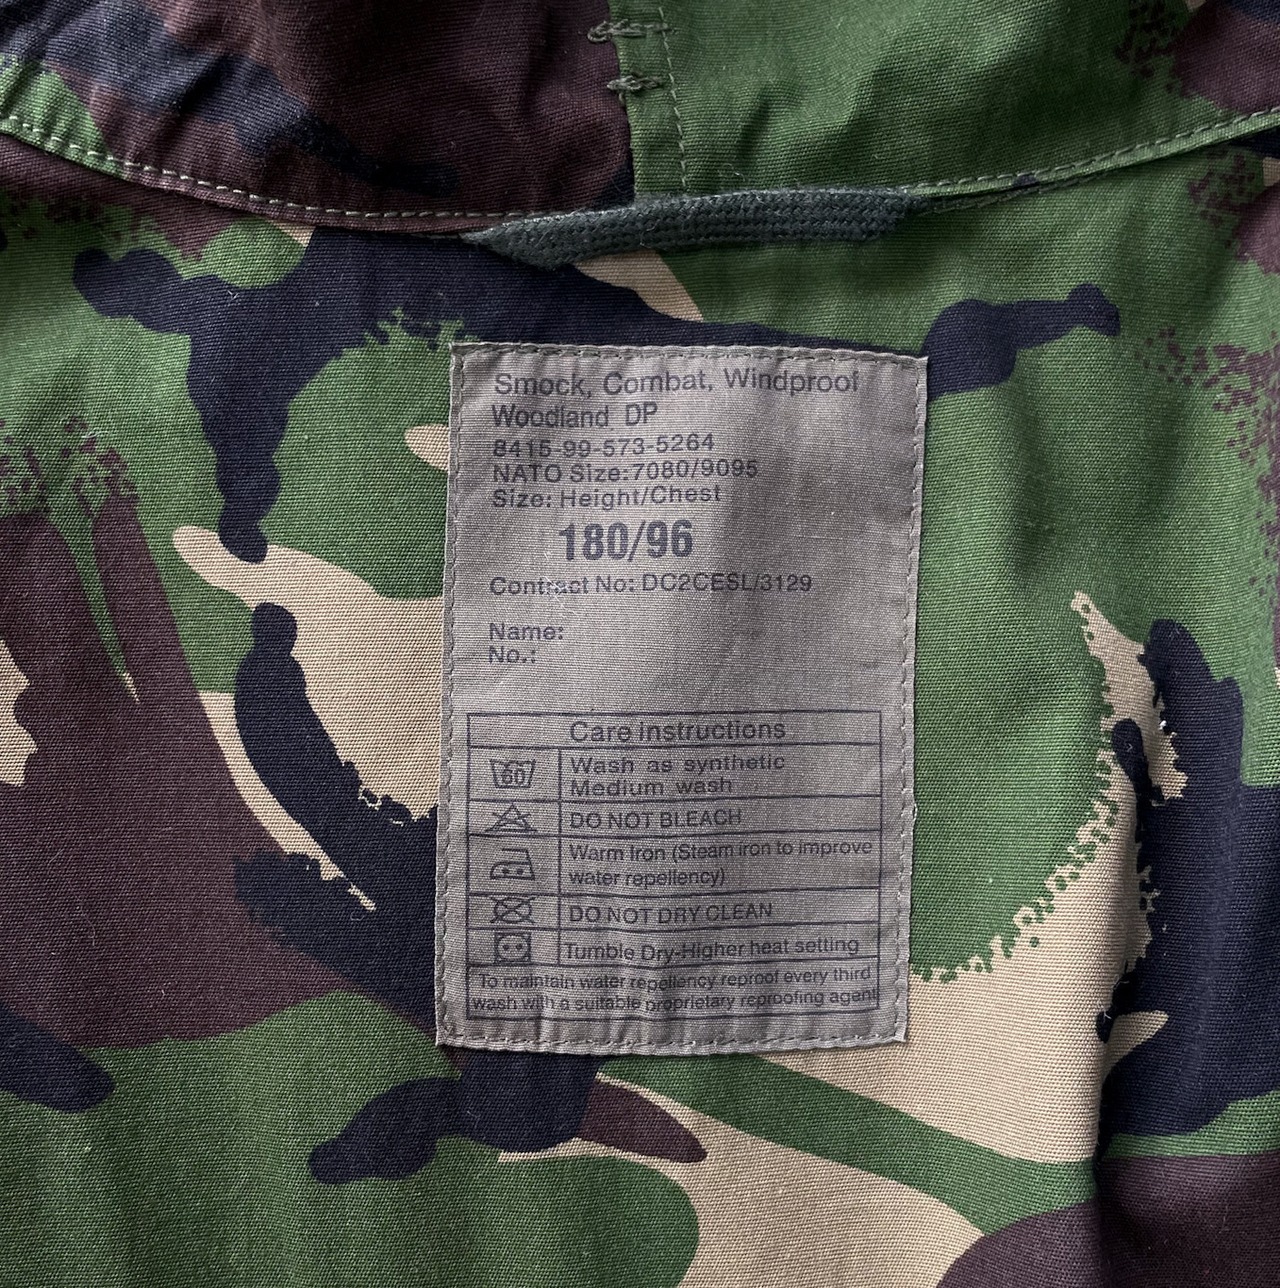 Smock, Combat, Windproof
Woodland DP
8415-99-573-5264
NATO Size:7080/9095
Size: Height/Chest
180/96
Contract No: DC2CESL/3129
Name:
No.:
Care instructions
60
Wash as synthetic
Medium wash
DO NOT BLEACH
Warm Iron (Steam iron to improve
water repellency)
DO NOT DRY CLEAN
Tumble Dry-Higher heat setting
To maintain water repellency reproof every third
wash with a suitable proprietary reproofing agent